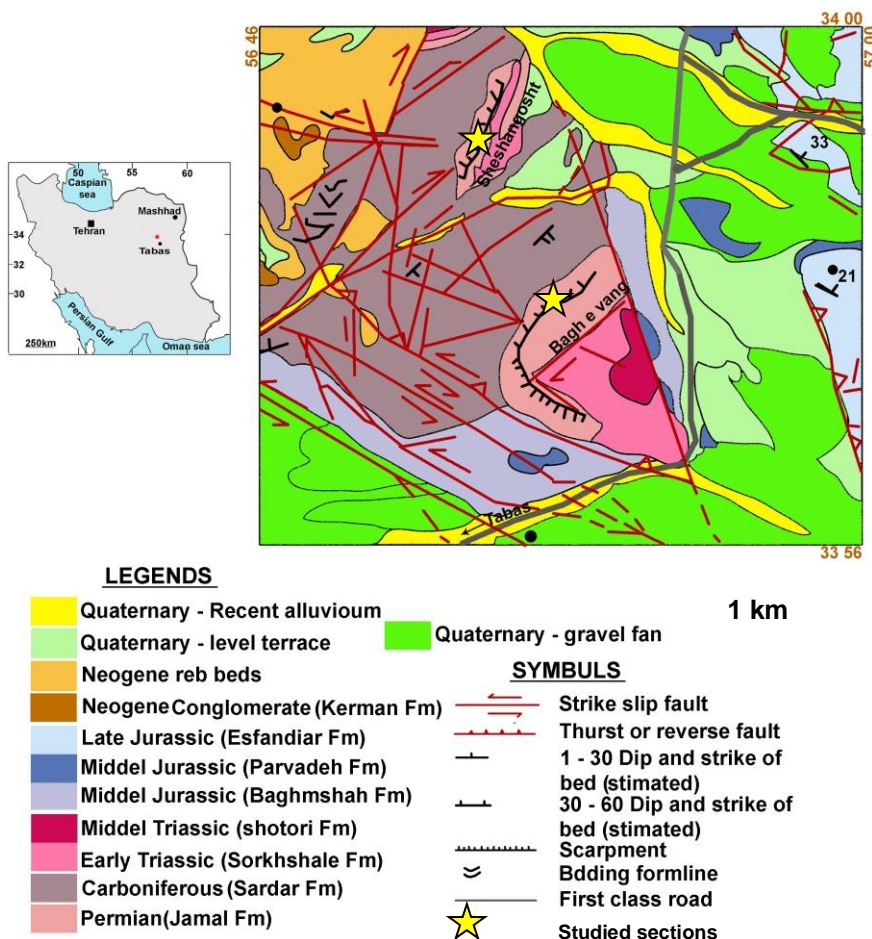 56 46
34 00
57 00
33 56
Sheshangosht
Bagh e vang
33
21
Tabas
50
55
60
Caspian
sea
Mashhad
Tehran
Tabas
34
32
30
Persian Gulf
Oman sea
250km
LEGENDS
Quaternary - Recent alluvioum
Quaternary - level terrace
Quaternary - gravel fan
Neogene reb beds
Neogene Conglomerate (Kerman Fm)
Late Jurassic (Esfandiar Fm)
Middel Jurassic (Parvadeh Fm)
Middel Jurassic (Baghmshah Fm)
Middel Triassic (shotori Fm)
Early Triassic (Sorkhshale Fm)
Carboniferous (Sardar Fm)
Permian (Jamal Fm)
1 km
SYMBULS
Strike slip fault
Thurst or reverse fault
1 - 30 Dip and strike of
bed (stimated)
30 - 60 Dip and strike of
bed (stimated)
Scarpment
Bdding formline
First class road
Studied sections